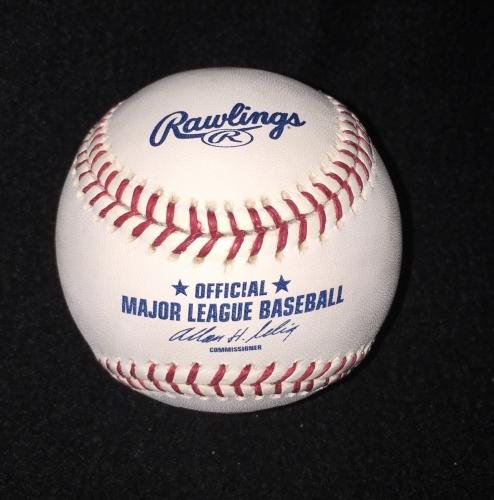 Rawlings
R
★ OFFICIAL ★
MAJOR LEAGUE BASEBALL
Allan H. Selig
COMMISSIONER